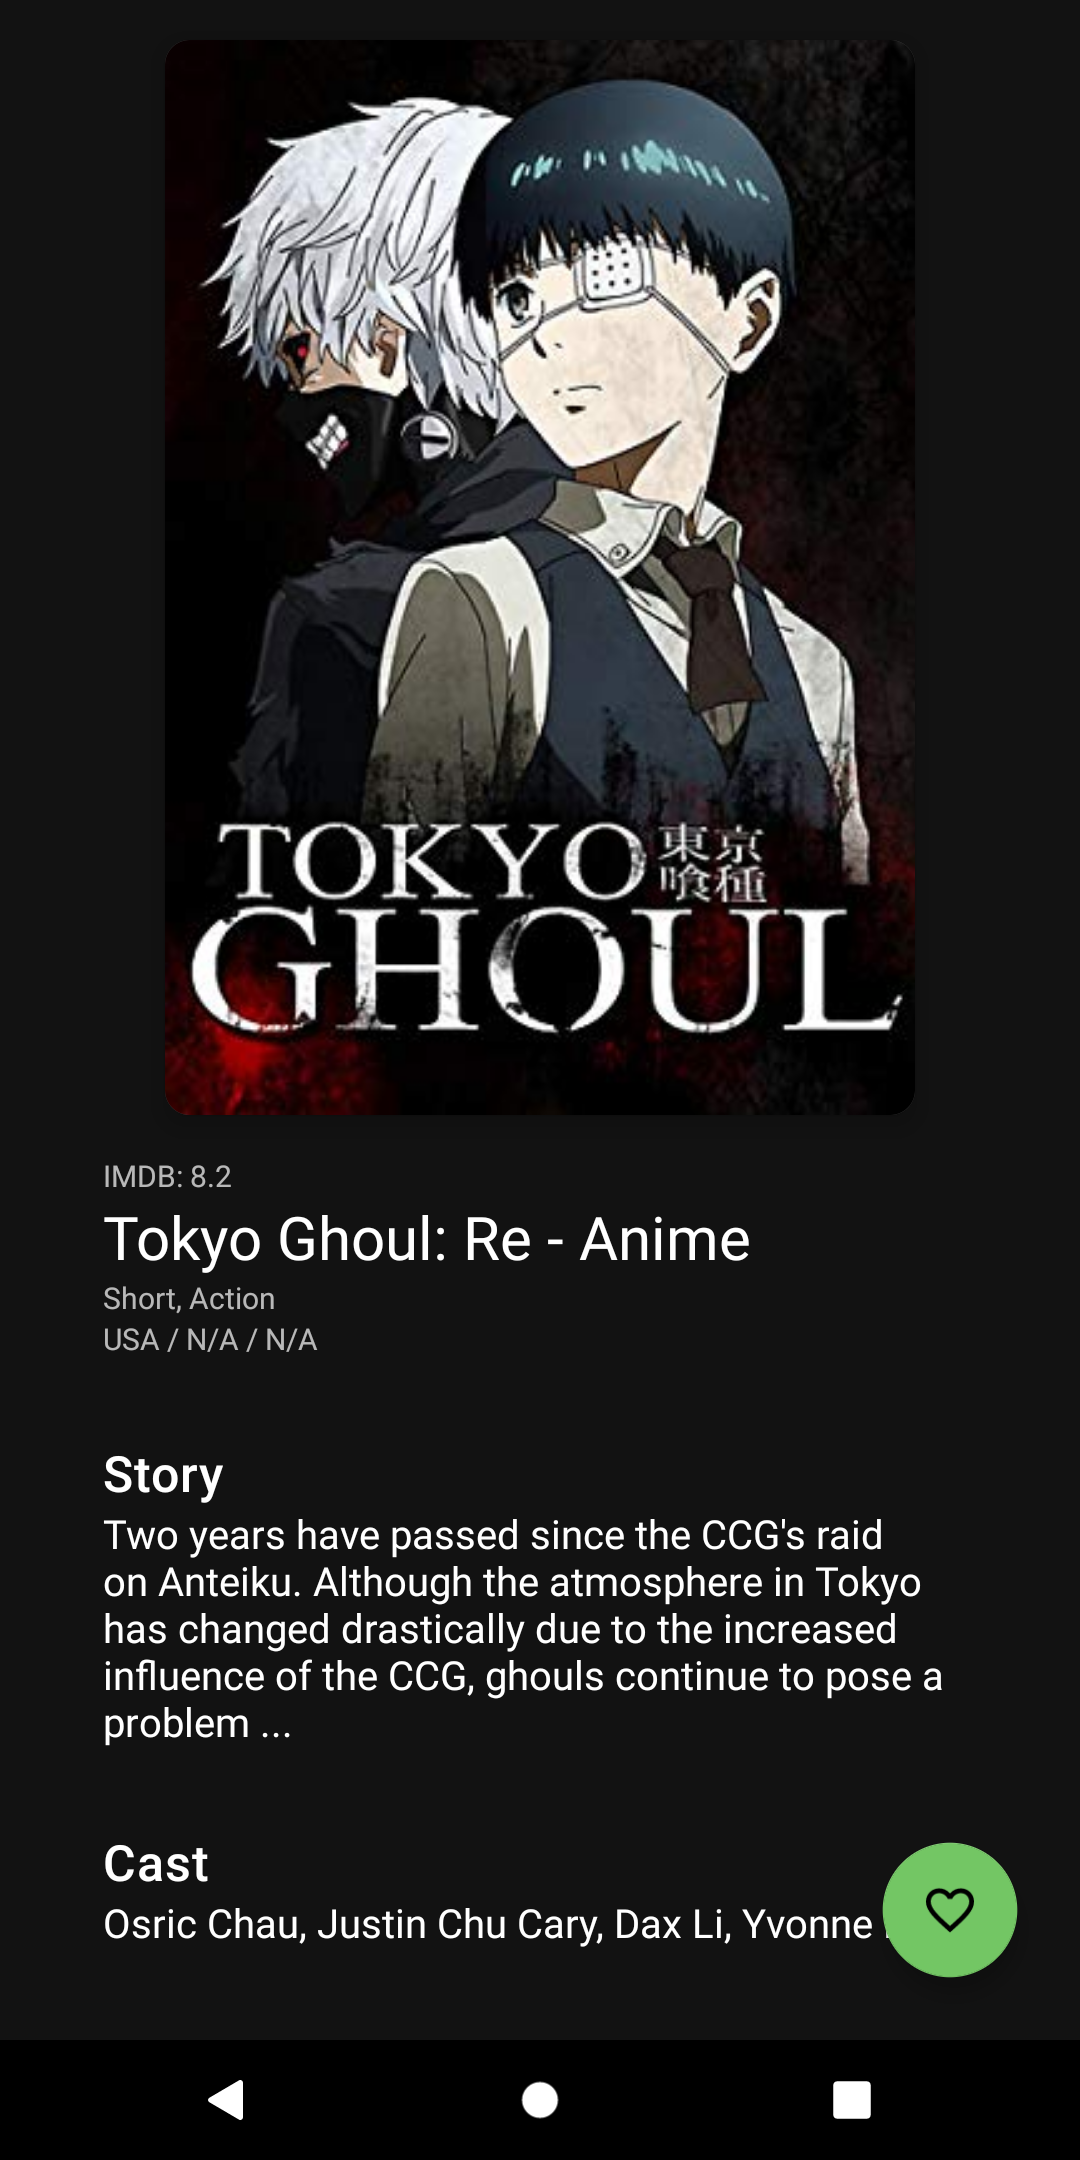 TOKYO 東京
喰種
GHOUL
IMDB: 8.2
Tokyo Ghoul: Re - Anime
Short, Action
USA / N/A / N/A
Story
Two years have passed since the CCG's raid
on Anteiku. Although the atmosphere in Tokyo
has changed drastically due to the increased
influence of the CCG, ghouls continue to pose a
problem ...
Cast
Osric Chau, Justin Chu Cary, Dax Li, Yvonne